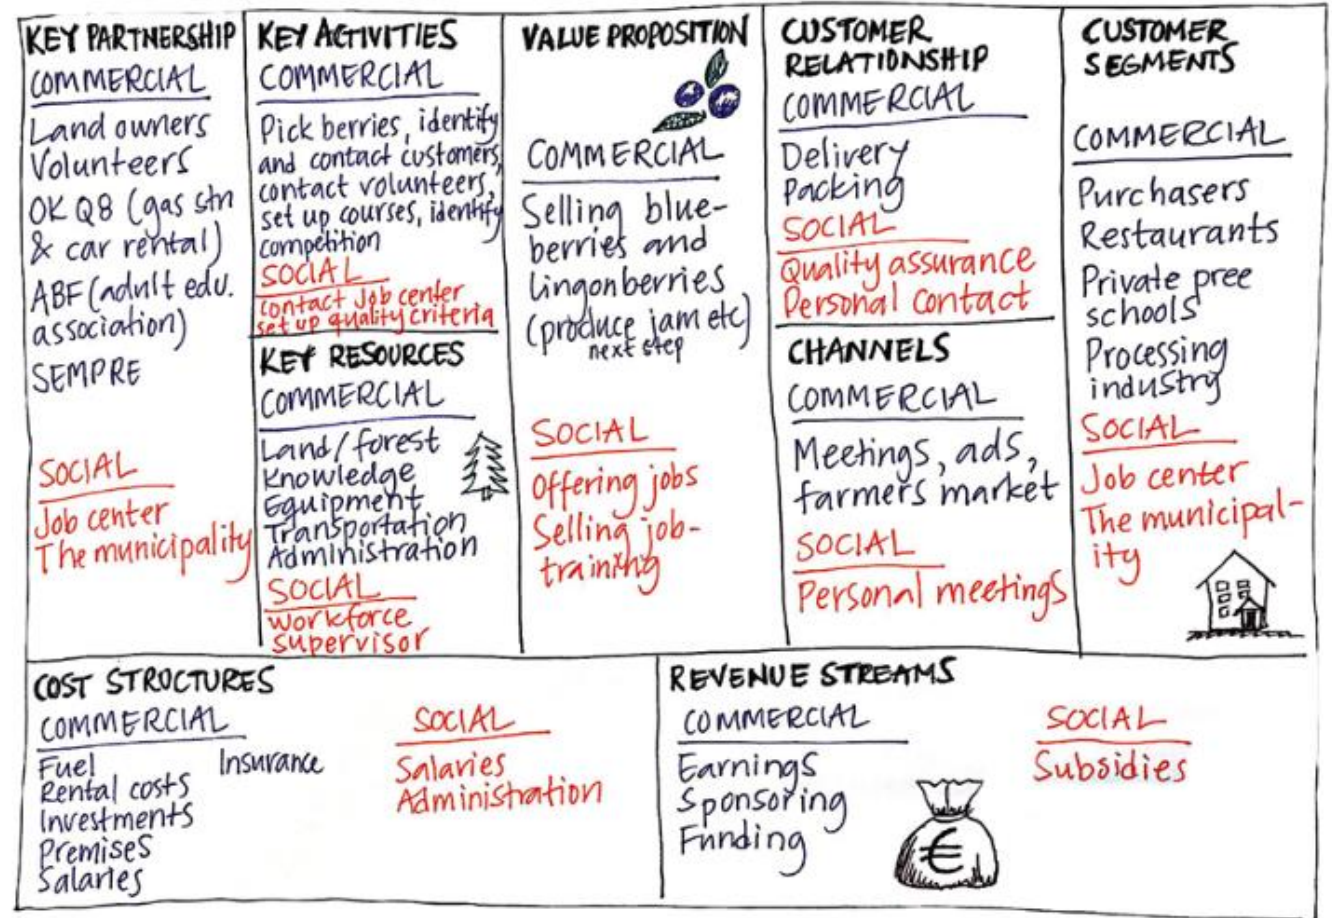 KEY PARTNERSHIP
COMMERCIAL
Land owners
Volunteers
OK Q8 (gas stn
& car rental)
ABF (adult edu.
association)
SEMPRE
SOCIAL
Job center
The municipality
KEY ACTIVITIES
COMMERCIAL
Pick berries, identify
and contact customers,
contact volunteers,
set up courses, identify
competition
SOCIAL
contact Job center
set up quality criteria
KEY RESOURCES
COMMERCIAL
Land/forest
Knowledge
Equipment
Transportation
Administration
SOCIAL
workforce
supervisor
VALUE PROPOSITION
COMMERCIAL
Selling blue-
berries and
lingonberries
(produce jam etc)
next step
SOCIAL
Offering jobs
Selling job-
training
CUSTOMER
RELATIONSHIP
COMMERCIAL
Delivery
Packing
SOCIAL
Quality assurance
Personal contact
CHANNELS
COMMERCIAL
Meetings, ads,
farmers market
SOCIAL
Personal meetings
CUSTOMER
SEGMENTS
COMMERCIAL
Purchasers
Restaurants
Private pree
schools
Processing
industry
SOCIAL
Job center
The municipal-
ity
COST STRUCTURES
COMMERCIAL
Fuel
Rental costs
Investments
Premises
Salaries
Insurance
SOCIAL
Salaries
Administration
REVENUE STREAMS
COMMERCIAL
Earnings
Sponsoring
Funding
€
SOCIAL
Subsidies